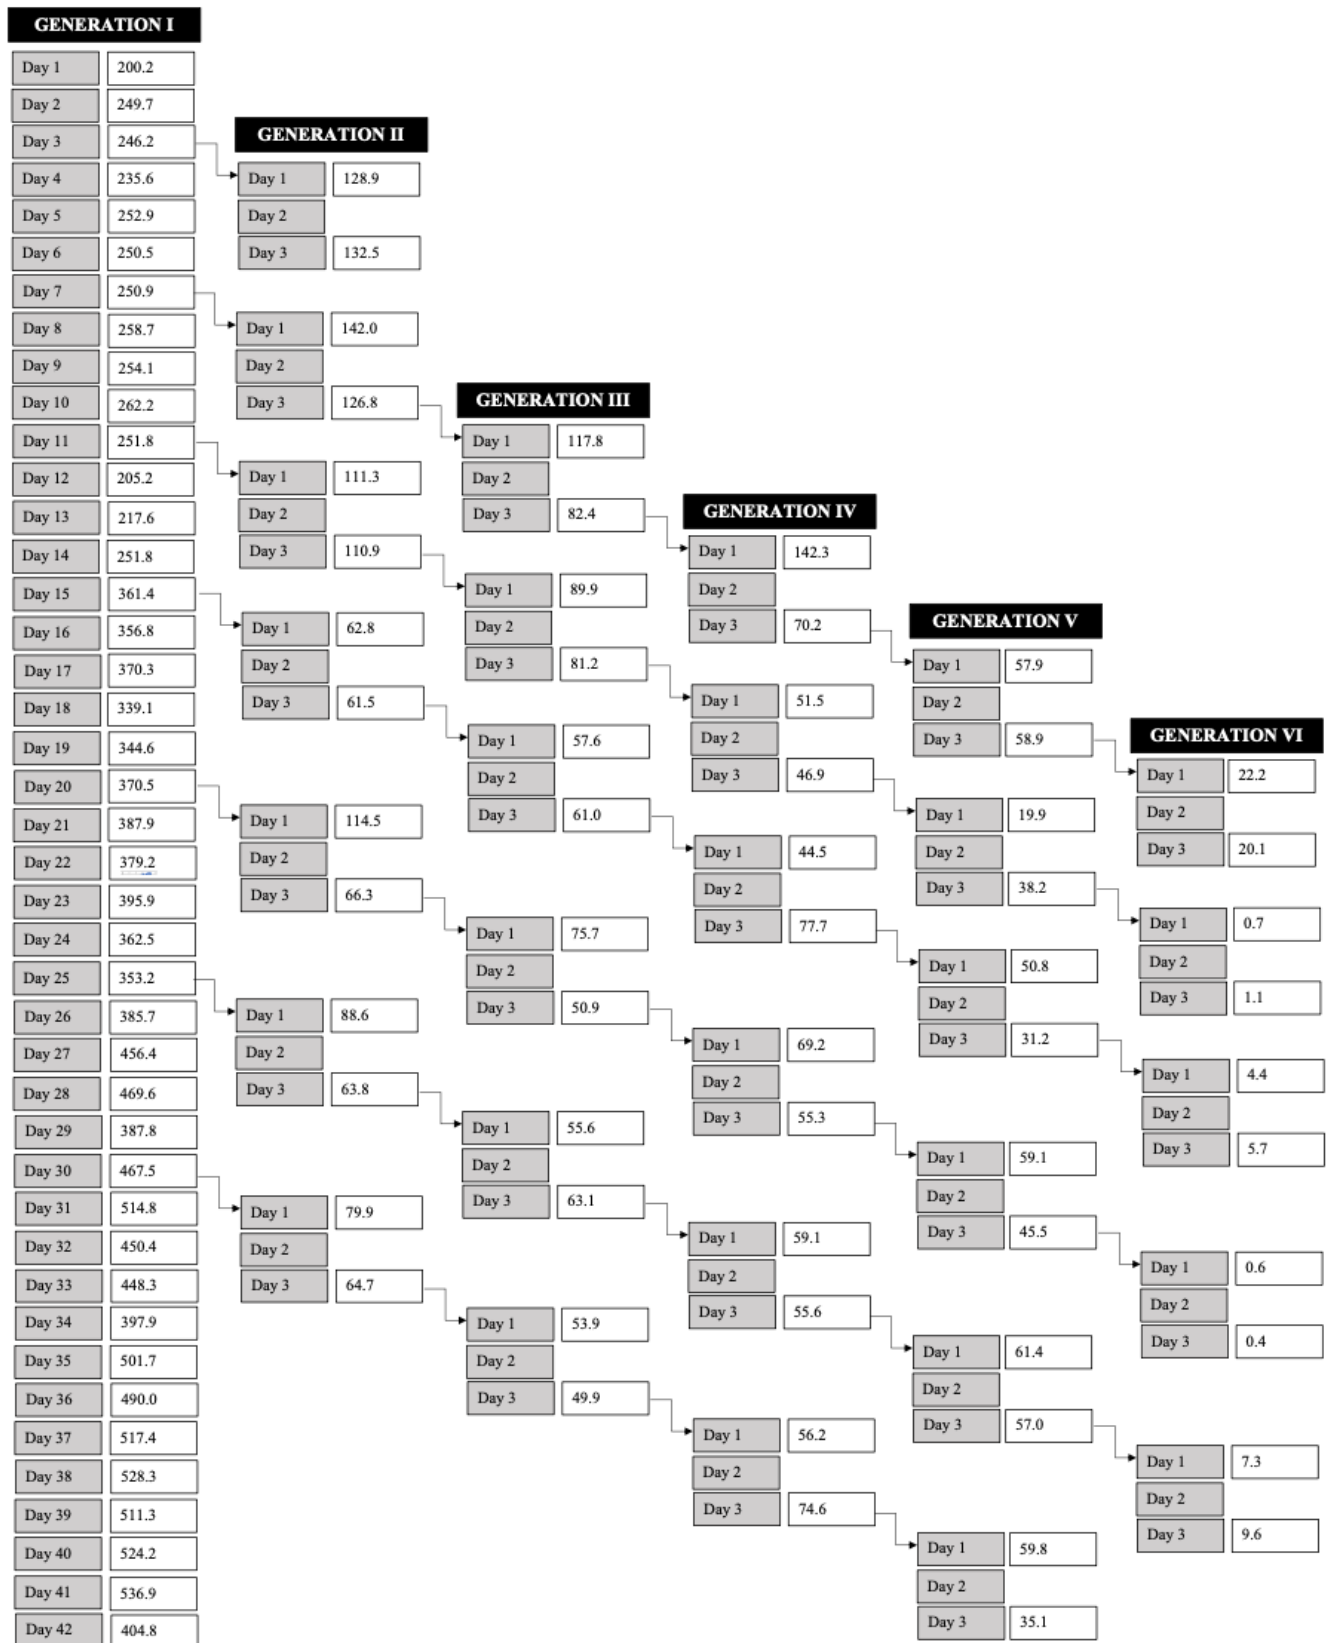 GENERATION I
Day 1 200.2
Day 2 249.7
Day 3 246.2
Day 4 235.6
Day 5 252.9
Day 6 250.5
Day 7 250.9
Day 8 258.7
Day 9 254.1
Day 10 262.2
Day 11 251.8
Day 12 205.2
Day 13 217.6
Day 14 251.8
Day 15 361.4
Day 16 356.8
Day 17 370.3
Day 18 339.1
Day 19 344.6
Day 20 370.5
Day 21 387.9
Day 22 379.2
Day 23 395.9
Day 24 362.5
Day 25 353.2
Day 26 385.7
Day 27 456.4
Day 28 469.6
Day 29 387.8
Day 30 467.5
Day 31 514.8
Day 32 450.4
Day 33 448.3
Day 34 397.9
Day 35 501.7
Day 36 490.0
Day 37 517.4
Day 38 528.3
Day 39 511.3
Day 40 524.2
Day 41 536.9
Day 42 404.8
GENERATION II
Day 1 128.9
Day 2
Day 3 132.5
Day 1 142.0
Day 2
Day 3 126.8
Day 1 111.3
Day 2
Day 3 110.9
Day 1 62.8
Day 2
Day 3 61.5
Day 1 114.5
Day 2
Day 3 66.3
Day 1 88.6
Day 2
Day 3 63.8
Day 1 79.9
Day 2
Day 3 64.7
GENERATION III
Day 1 117.8
Day 2
Day 3 82.4
Day 1 89.9
Day 2
Day 3 81.2
Day 1 57.6
Day 2
Day 3 61.0
Day 1 75.7
Day 2
Day 3 50.9
Day 1 55.6
Day 2
Day 3 63.1
Day 1 53.9
Day 2
Day 3 49.9
GENERATION IV
Day 1 142.3
Day 2
Day 3 70.2
Day 1 51.5
Day 2
Day 3 46.9
Day 1 44.5
Day 2
Day 3 77.7
Day 1 69.2
Day 2
Day 3 55.3
Day 1 59.1
Day 2
Day 3 55.6
Day 1 56.2
Day 2
Day 3 74.6
GENERATION V
Day 1 57.9
Day 2
Day 3 58.9
Day 1 19.9
Day 2
Day 3 38.2
Day 1 50.8
Day 2
Day 3 31.2
Day 1 59.1
Day 2
Day 3 45.5
Day 1 61.4
Day 2
Day 3 57.0
Day 1 59.8
Day 2
Day 3 35.1
GENERATION VI
Day 1 22.2
Day 2
Day 3 20.1
Day 1 0.7
Day 2
Day 3 1.1
Day 1 4.4
Day 2
Day 3 5.7
Day 1 0.6
Day 2
Day 3 0.4
Day 1 7.3
Day 2
Day 3 9.6